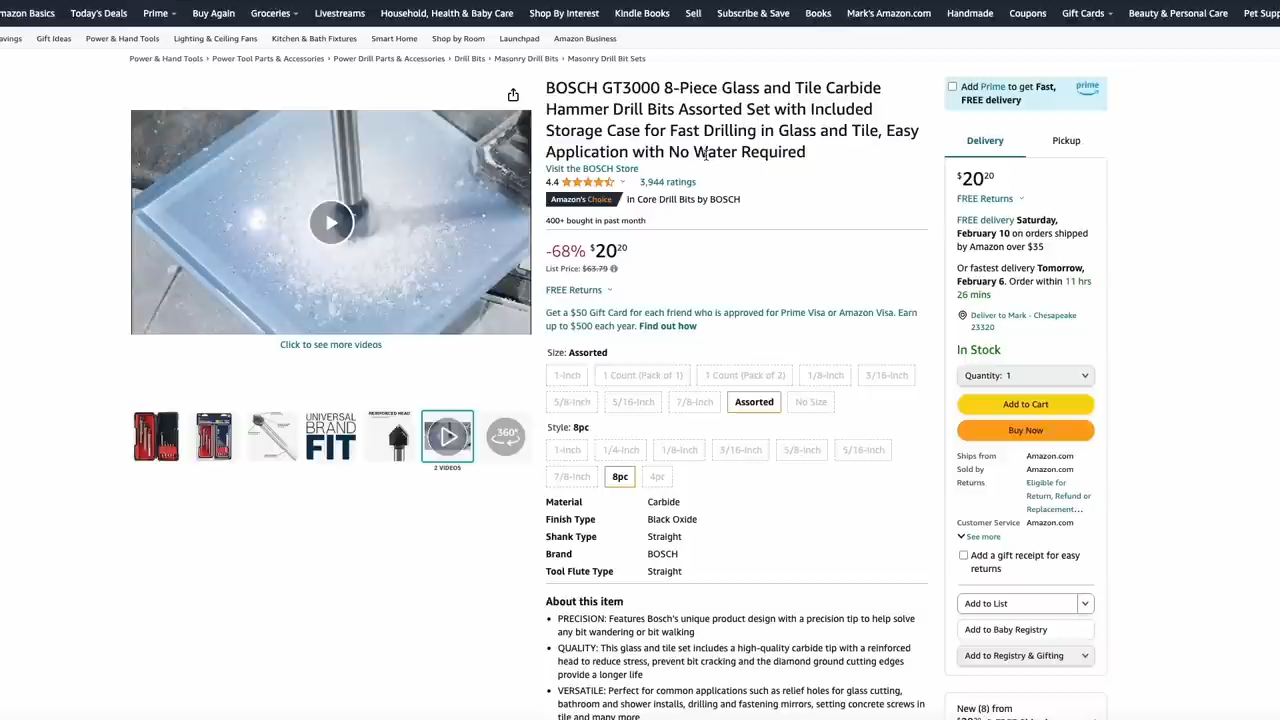 mazon Basics Today's Deals Prime Buy Again Groceries Livestreams Household, Health & Baby Care Shop By Interest Kindle Books Sell Subscribe & Save Books Mark's Amazon.com Handmade Coupons Gift Cards Beauty & Personal Care Pet Supp
avings Gift Ideas Power & Hand Tools Lighting & Ceiling Fans Kitchen & Bath Fixtures Smart Home Shop by Room Launchpad Amazon Business
Power & Hand Tools › Power Tool Parts & Accessories › Power Drill Parts & Accessories › Drill Bits › Masonry Drill Bits › Masonry Drill Bit Sets
BOSCH GT3000 8-Piece Glass and Tile Carbide
Hammer Drill Bits Assorted Set with Included
Storage Case for Fast Drilling in Glass and Tile, Easy
Application with No Water Required
Visit the BOSCH Store
4.4 3,944 ratings
Amazon's Choice in Core Drill Bits by BOSCH
400+ bought in past month
-68% $20 20
List Price: $63.79
FREE Returns
Get a $50 Gift Card for each friend who is approved for Prime Visa or Amazon Visa. Earn
up to $500 each year. Find out how
Size: Assorted
1-Inch 1 Count (Pack of 1) 1 Count (Pack of 2) 1/8-Inch 3/16-Inch
5/8-Inch 5/16-Inch 7/8-Inch Assorted No Size
Style: 8pc
1-Inch 1/4-Inch 1/8-Inch 3/16-Inch 5/8-Inch 5/16-Inch
7/8-Inch 8pc 4pc
Material Carbide
Finish Type Black Oxide
Shank Type Straight
Brand BOSCH
Tool Flute Type Straight
About this item
• PRECISION: Features Bosch's unique product design with a precision tip to help solve
any bit wandering or bit walking
• QUALITY: This glass and tile set includes a high-quality carbide tip with a reinforced
head to reduce stress, prevent bit cracking and the diamond ground cutting edges
provide a longer life
• VERSATILE: Perfect for common applications such as relief holes for glass cutting,
bathroom and shower installs, drilling and fastening mirrors, setting concrete screws in
tile and many more
Click to see more videos
UNIVERSAL
BRAND
FIT
REINFORCED HEAD
360°
2 VIDEOS
Add Prime to get Fast,
FREE delivery
prime
Delivery Pickup
$20 20
FREE Returns
FREE delivery Saturday,
February 10 on orders shipped
by Amazon over $35
Or fastest delivery Tomorrow,
February 6. Order within 11 hrs
26 mins
Deliver to Mark - Chesapeake
23320
In Stock
Quantity: 1
Add to Cart
Buy Now
Ships from Amazon.com
Sold by Amazon.com
Returns Eligible for
Return, Refund or
Replacement...
Customer Service Amazon.com
See more
Add a gift receipt for easy
returns
Add to List
Add to Baby Registry
Add to Registry & Gifting
New (8) from